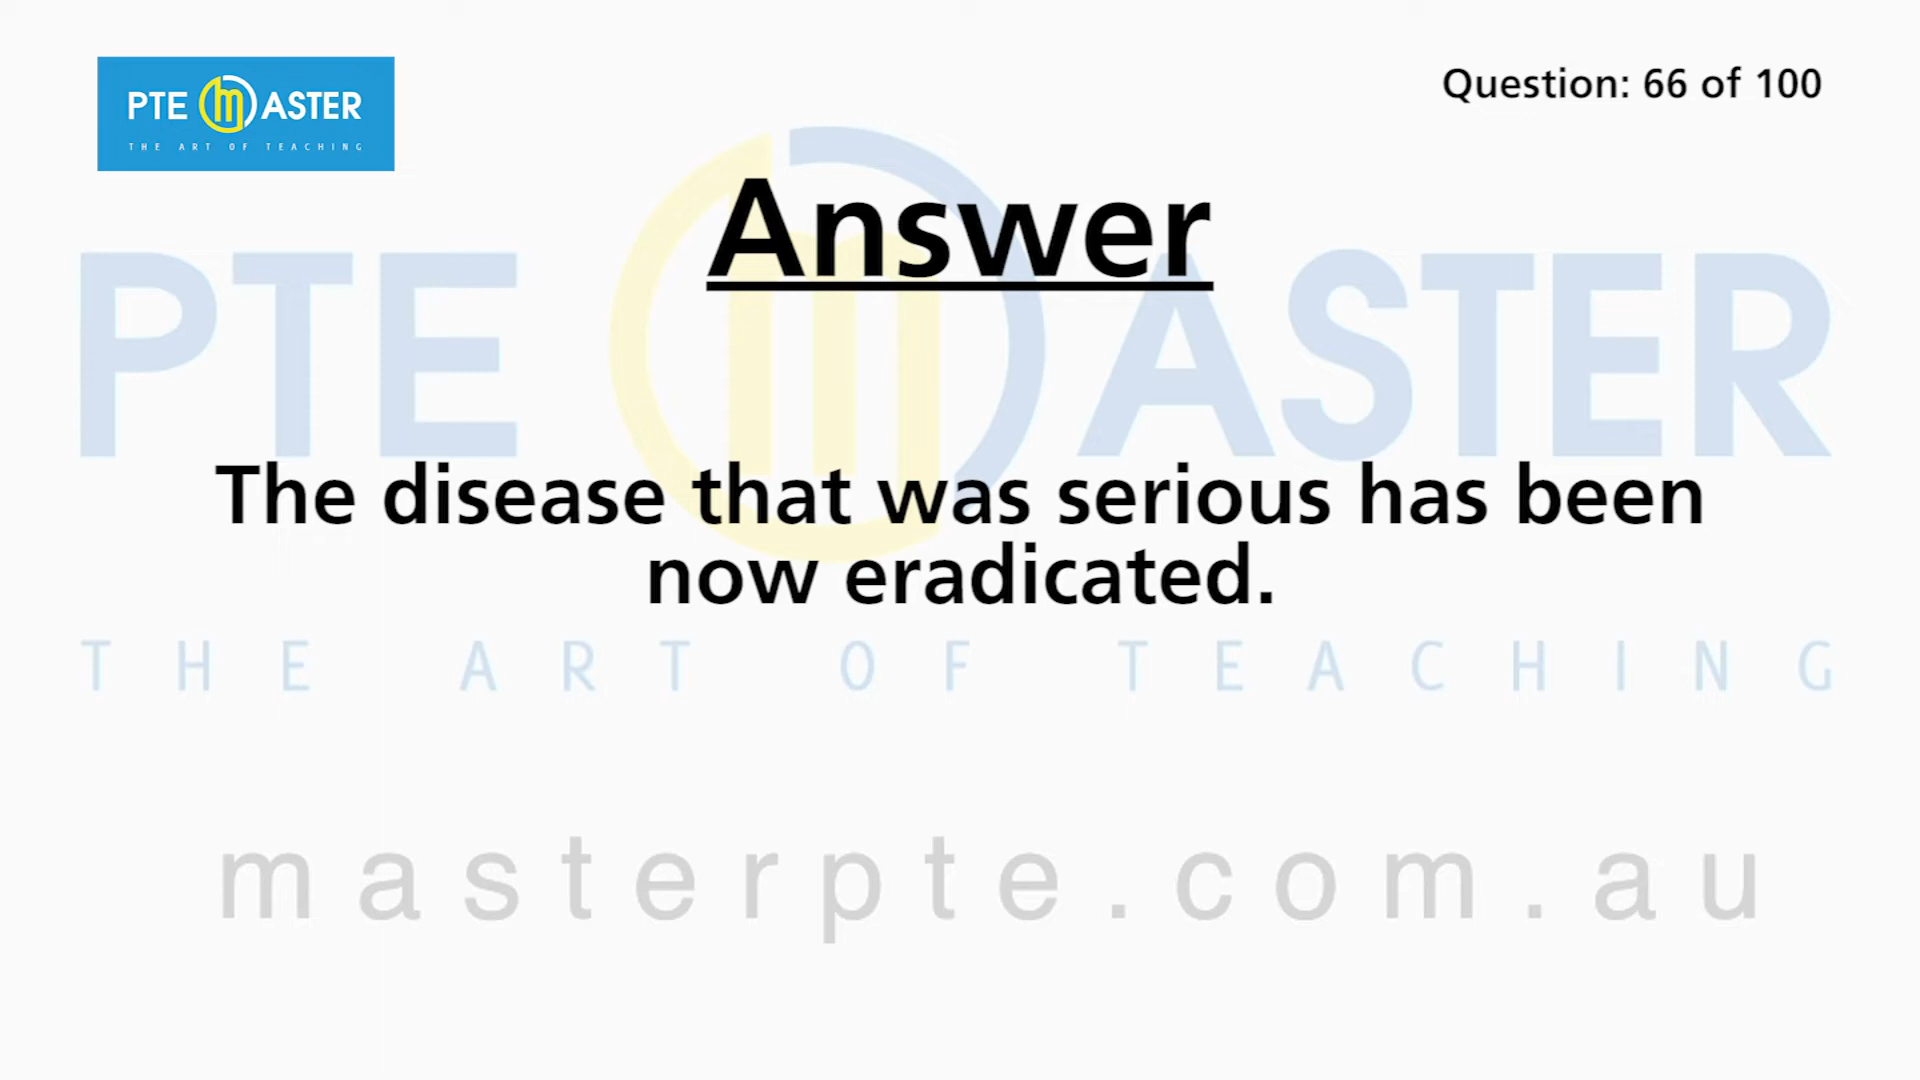 PTE MASTER
THE ART OF TEACHING
Question: 66 of 100
Answer
PTE MASTER
The disease that was serious has been
now eradicated.
THE ART OF TEACHING
masterpte.com.au